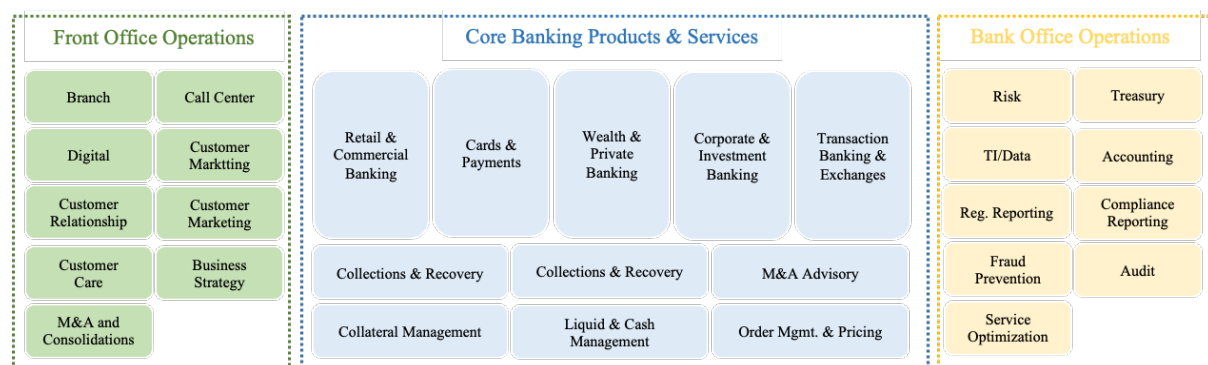 Front Office Operations
Branch
Call Center
Digital
Customer
Marktting
Customer
Relationship
Customer
Marketing
Customer
Care
Business
Strategy
M&A and
Consolidations
Core Banking Products & Services
Retail &
Commercial
Banking
Cards &
Payments
Wealth &
Private
Banking
Corporate &
Investment
Banking
Transaction
Banking &
Exchanges
Collections & Recovery
Collections & Recovery
M&A Advisory
Collateral Management
Liquid & Cash
Management
Order Mgmt. & Pricing
Bank Office Operations
Risk
Treasury
TI/Data
Accounting
Reg. Reporting
Compliance
Reporting
Fraud
Prevention
Audit
Service
Optimization